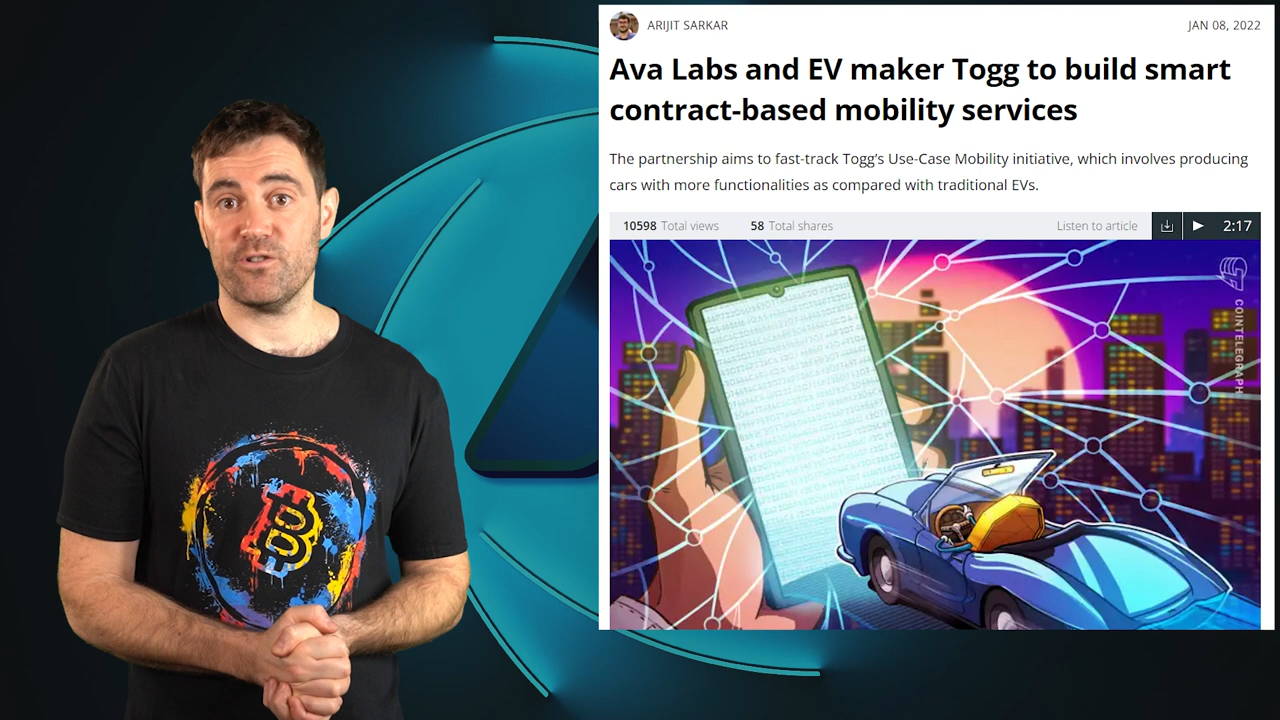 ARIJIT SARKAR
JAN 08, 2022
Ava Labs and EV maker Togg to build smart
contract-based mobility services
The partnership aims to fast-track Togg’s Use-Case Mobility initiative, which involves producing
cars with more functionalities as compared with traditional EVs.
10598 Total views
58 Total shares
Listen to article
2:17
COINTELEGRAPH